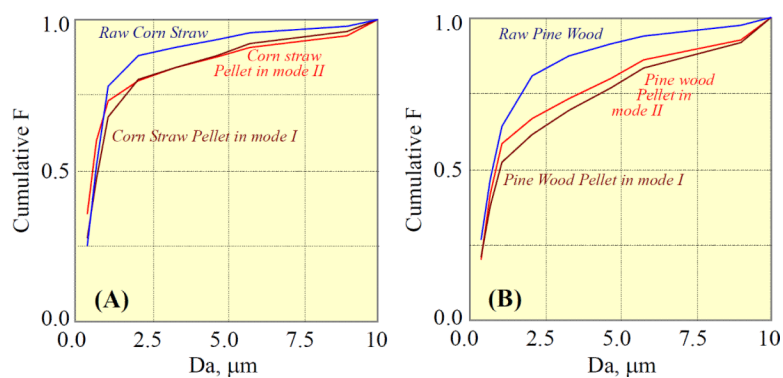 1.0
Raw Corn Straw
Corn straw
Pellet in mode II
Corn Straw Pellet in mode I
0.5
Cumulative F
(A)
0.0
0.0
2.5
5.0
7.5
10
Da, μm
1.0
Raw Pine Wood
Pine wood
Pellet in
mode II
0.5
Pine Wood Pellet in mode I
Cumulative F
(B)
0.0
0.0
2.5
5.0
7.5
10
Da, μm